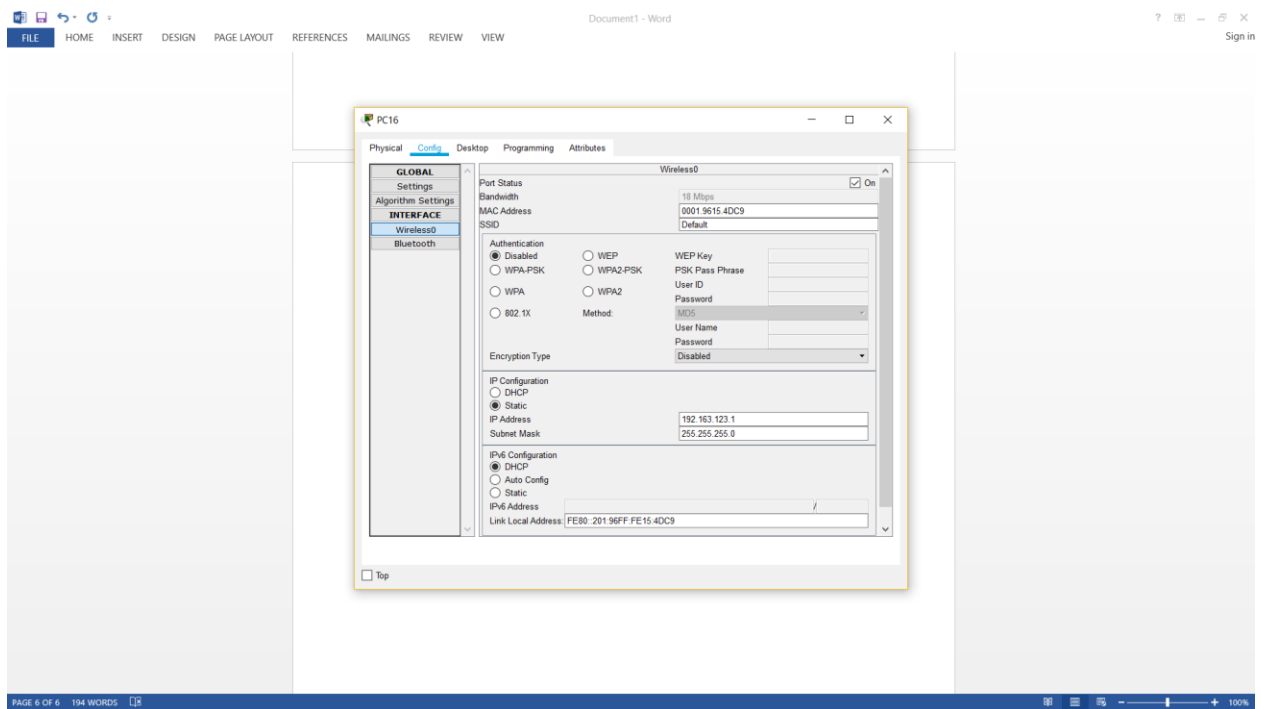 Document1 - Word
FILE HOME INSERT DESIGN PAGE LAYOUT REFERENCES MAILINGS REVIEW VIEW
Sign in
PC16
Physical Config Desktop Programming Attributes
GLOBAL
Settings
Algorithm Settings
INTERFACE
Wireless0
Bluetooth
Wireless0
Port Status On
Bandwidth 18 Mbps
MAC Address 0001.9615.4DC9
SSID Default
Authentication
Disabled WEP WEP Key
WPA-PSK WPA2-PSK PSK Pass Phrase
User ID
WPA WPA2 Password
802.1X Method: MD5
User Name
Password
Encryption Type Disabled
IP Configuration
DHCP
Static
IP Address 192.163.123.1
Subnet Mask 255.255.255.0
IPv6 Configuration
DHCP
Auto Config
Static
IPv6 Address /
Link Local Address: FE80::201:96FF:FE15:4DC9
Top
PAGE 6 OF 6 194 WORDS 100%